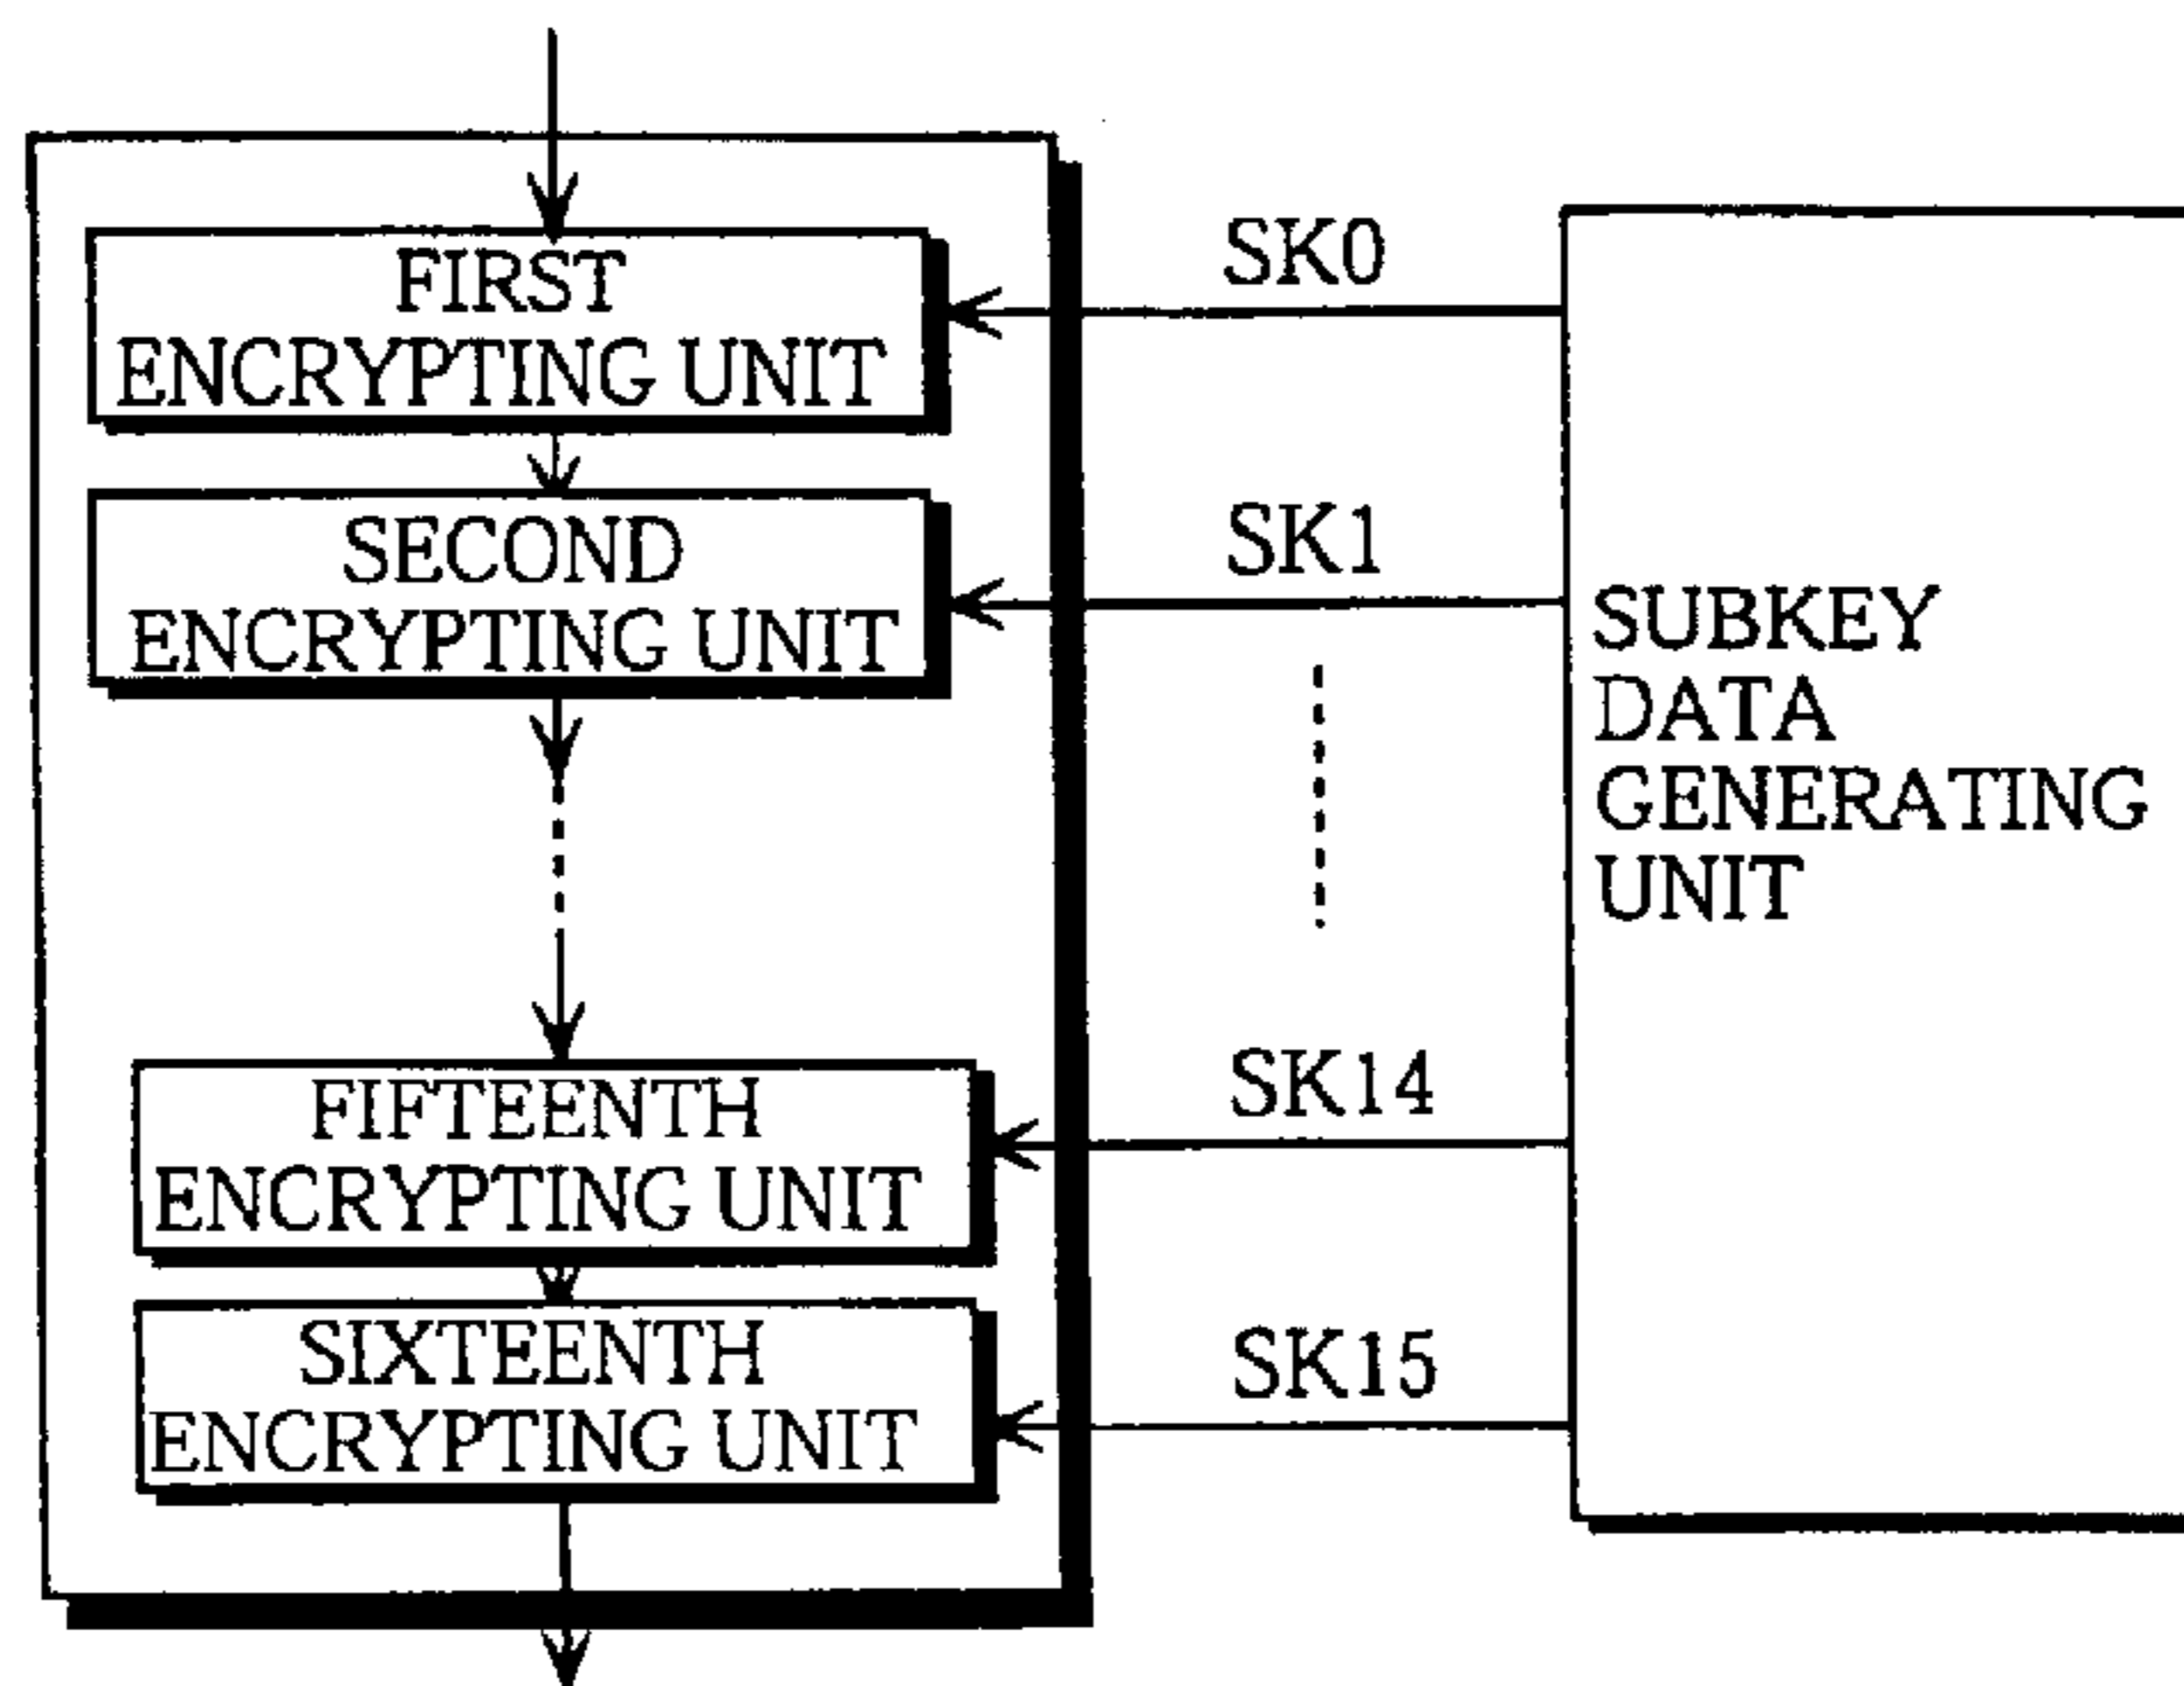 FIRST
ENCRYPTING UNIT
SK0
SECOND
ENCRYPTING UNIT
SK1
SUBKEY
DATA
GENERATING
UNIT
FIFTEENTH
ENCRYPTING UNIT
SK14
SIXTEENTH
ENCRYPTING UNIT
SK15